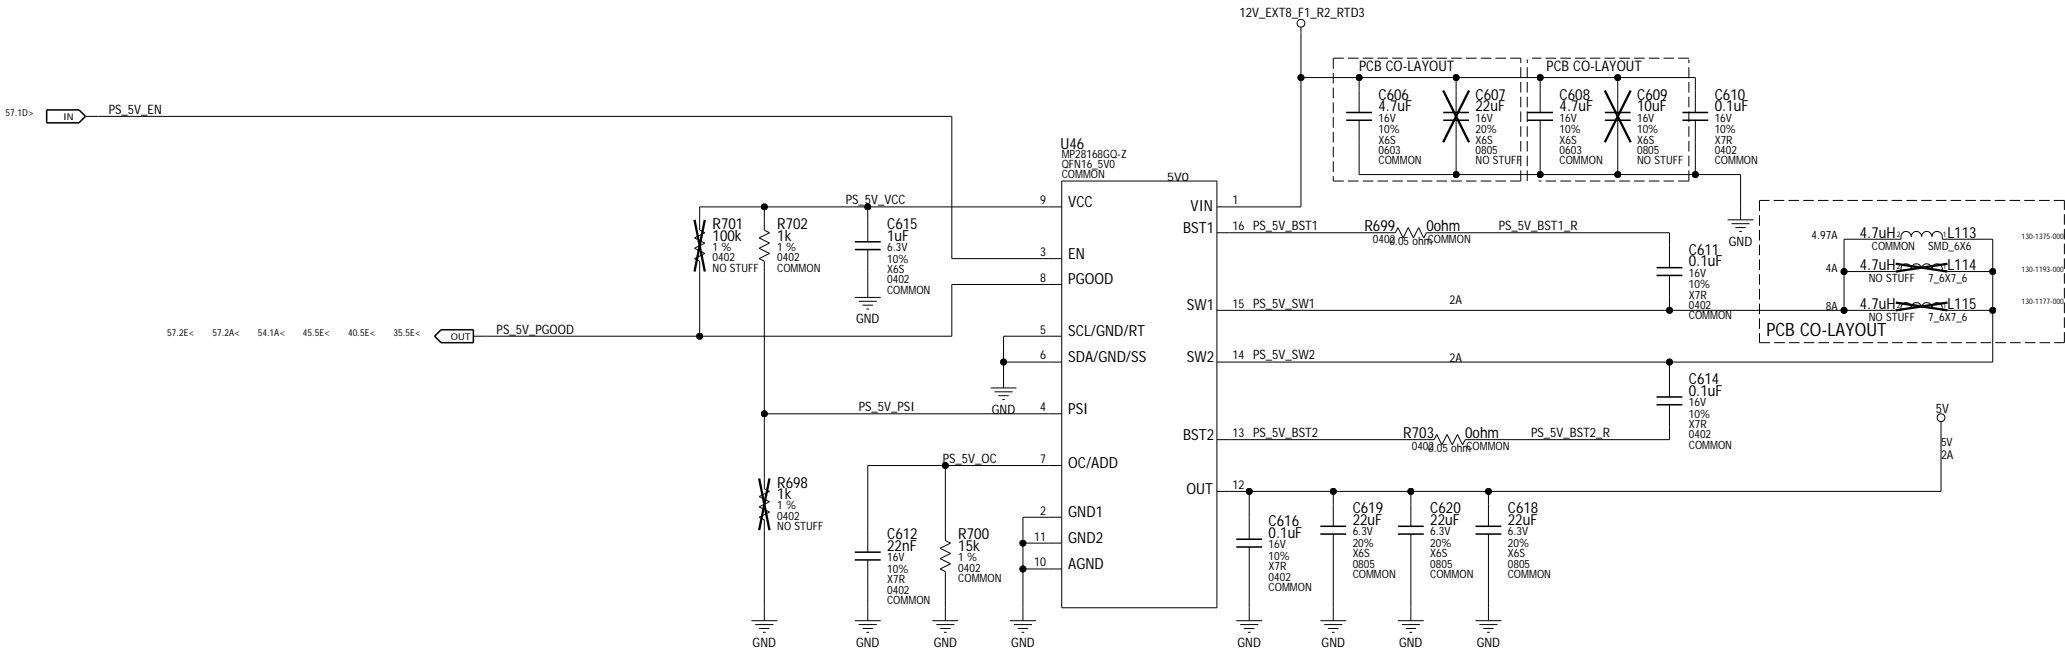 12V_EXT8_F1_R2_RTD3
PCB CO-LAYOUT
PCB CO-LAYOUT
C606
4.7uF
16V
10%
X6S
0603
COMMON
C607
22uF
16V
20%
X6S
0805
NO STUFF
C608
4.7uF
16V
10%
X6S
0603
COMMON
C609
10uF
16V
10%
X6S
0805
NO STUFF
C610
0.1uF
16V
10%
X7R
0402
COMMON
GND
57.1D>
IN
PS_5V_EN
U46
MP28168GQ-Z
QFN16_5V0
COMMON
5V0
PS_5V_VCC
9
VCC
VIN
1
R701
100k
1 %
0402
NO STUFF
R702
1k
1 %
0402
COMMON
C615
1uF
6.3V
10%
X6S
0402
COMMON
GND
BST1
16
PS_5V_BST1
R699
0ohm
0402
0.05 ohm
COMMON
PS_5V_BST1_R
3
EN
8
PGOOD
C611
0.1uF
16V
10%
X7R
0402
COMMON
4.97A
4.7uH
2
1
L113
COMMON
SMD_6X6
130-1375-000
4A
4.7uH
L114
NO STUFF
7_6X7_6
130-1193-000
8A
4.7uH
L115
NO STUFF
7_6X7_6
130-1177-000
PCB CO-LAYOUT
SW1
15
PS_5V_SW1
2A
57.2E<
57.2A<
54.1A<
45.5E<
40.5E<
35.5E<
OUT
PS_5V_PGOOD
5
SCL/GND/RT
6
SDA/GND/SS
GND
SW2
14
PS_5V_SW2
2A
C614
0.1uF
16V
10%
X7R
0402
COMMON
PS_5V_PSI
4
PSI
BST2
13
PS_5V_BST2
R703
0ohm
0402
0.05 ohm
COMMON
PS_5V_BST2_R
5V
5V
2A
PS_5V_OC
7
OC/ADD
OUT
12
R698
1k
1 %
0402
NO STUFF
C612
22nF
16V
10%
X7R
0402
COMMON
R700
15k
1 %
0402
COMMON
2
GND1
11
GND2
10
AGND
C616
0.1uF
16V
10%
X7R
0402
COMMON
C619
22uF
6.3V
20%
X6S
0805
COMMON
C620
22uF
6.3V
20%
X6S
0805
COMMON
C618
22uF
6.3V
20%
X6S
0805
COMMON
GND
GND
GND
GND
GND
GND
GND
GND